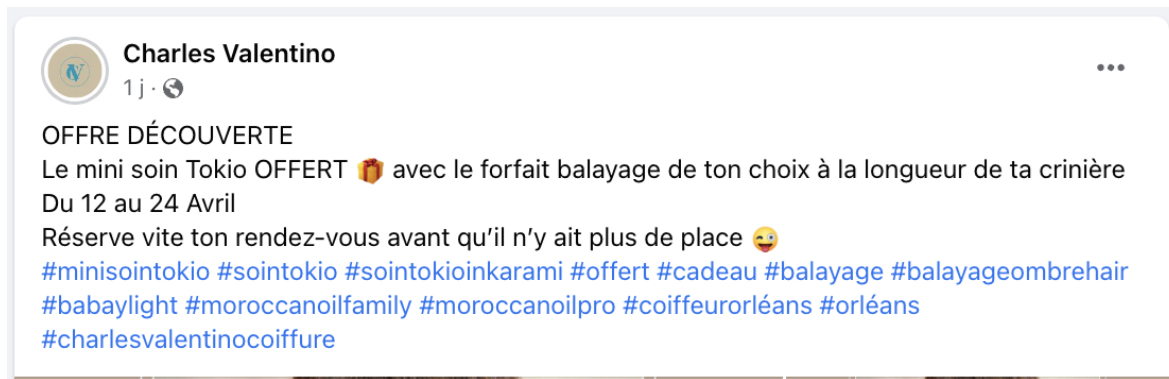 Charles Valentino
1 j ·
OFFRE DÉCOUVERTE
Le mini soin Tokio OFFERT 🎁 avec le forfait balayage de ton choix à la longueur de ta crinière
Du 12 au 24 Avril
Réserve vite ton rendez-vous avant qu’il n’y ait plus de place 😜
#minisointokio #sointokio #sointokioinkarami #offert #cadeau #balayage #balayageombrehair
#babaylight #moroccanoilfamily #moroccanoilpro #coiffeurorléans #orléans
#charlesvalentinocoiffure